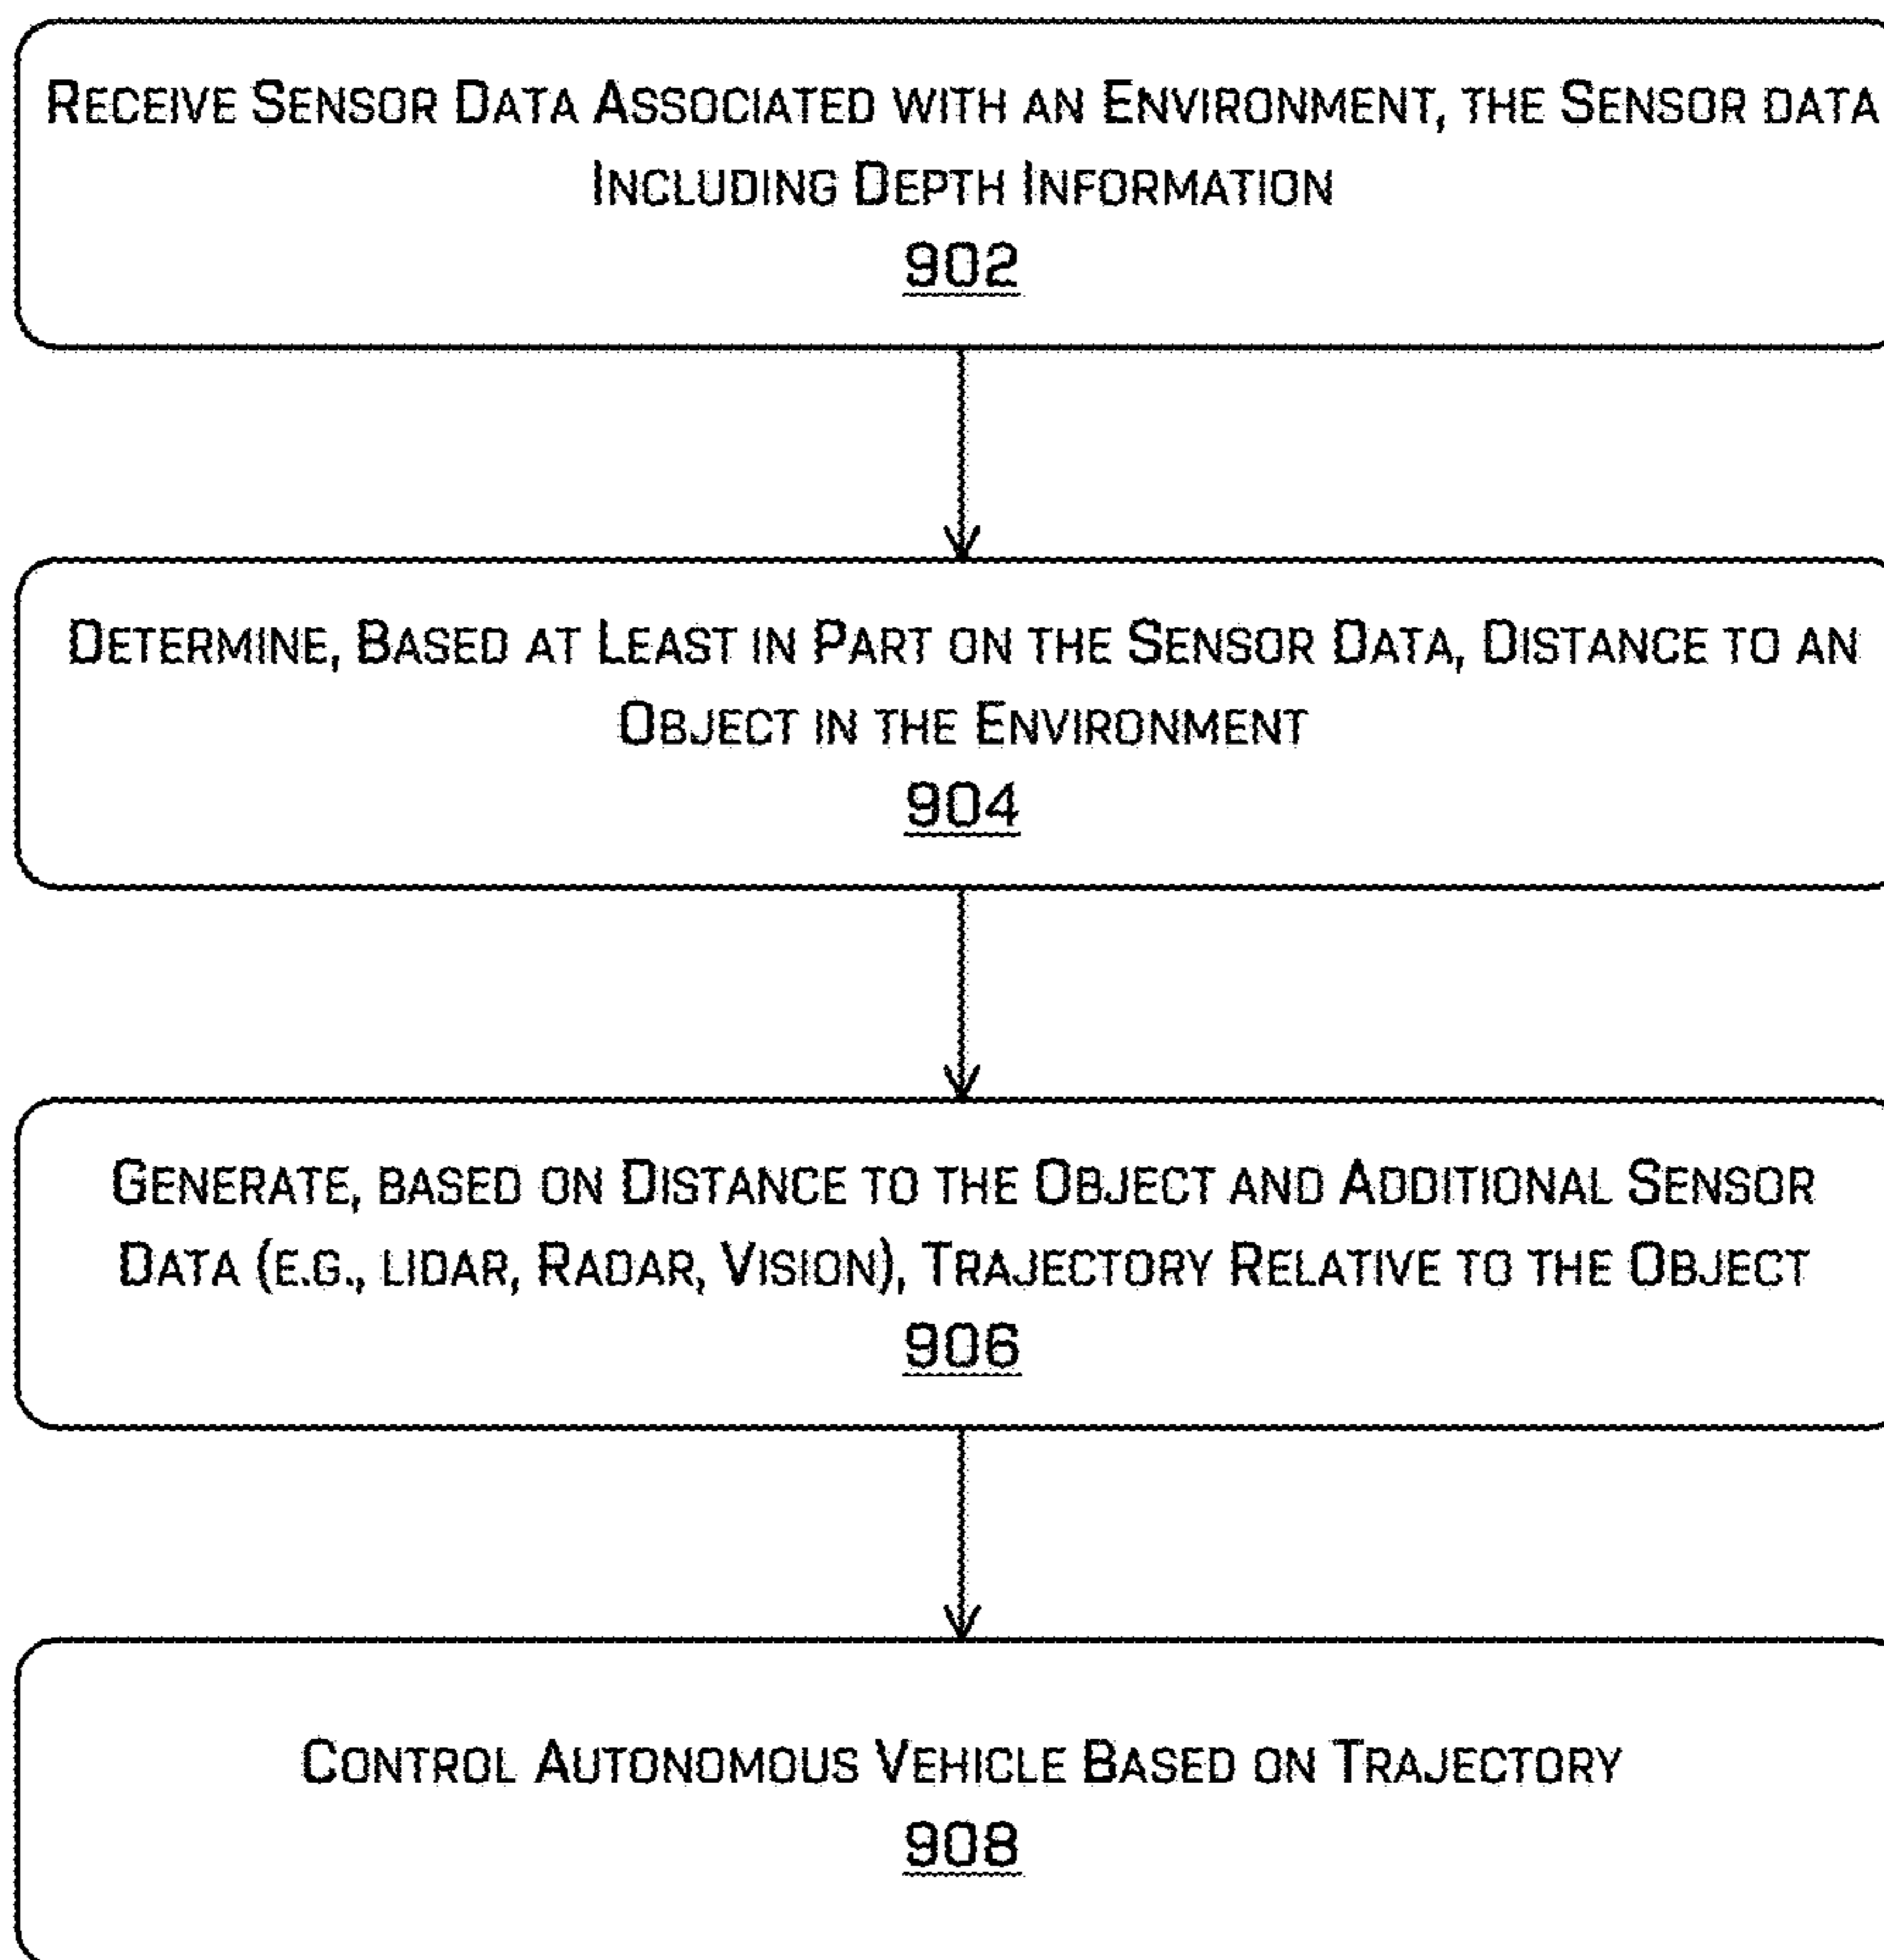 Receive Sensor Data Associated with an Environment, the Sensor data
Including Depth Information
902
Determine, Based at Least in Part on the Sensor Data, Distance to an
Object in the Environment
904
Generate, based on Distance to the Object and Additional Sensor
Data (e.g., lidar, Radar, Vision), Trajectory Relative to the Object
906
Control Autonomous Vehicle Based on Trajectory
908